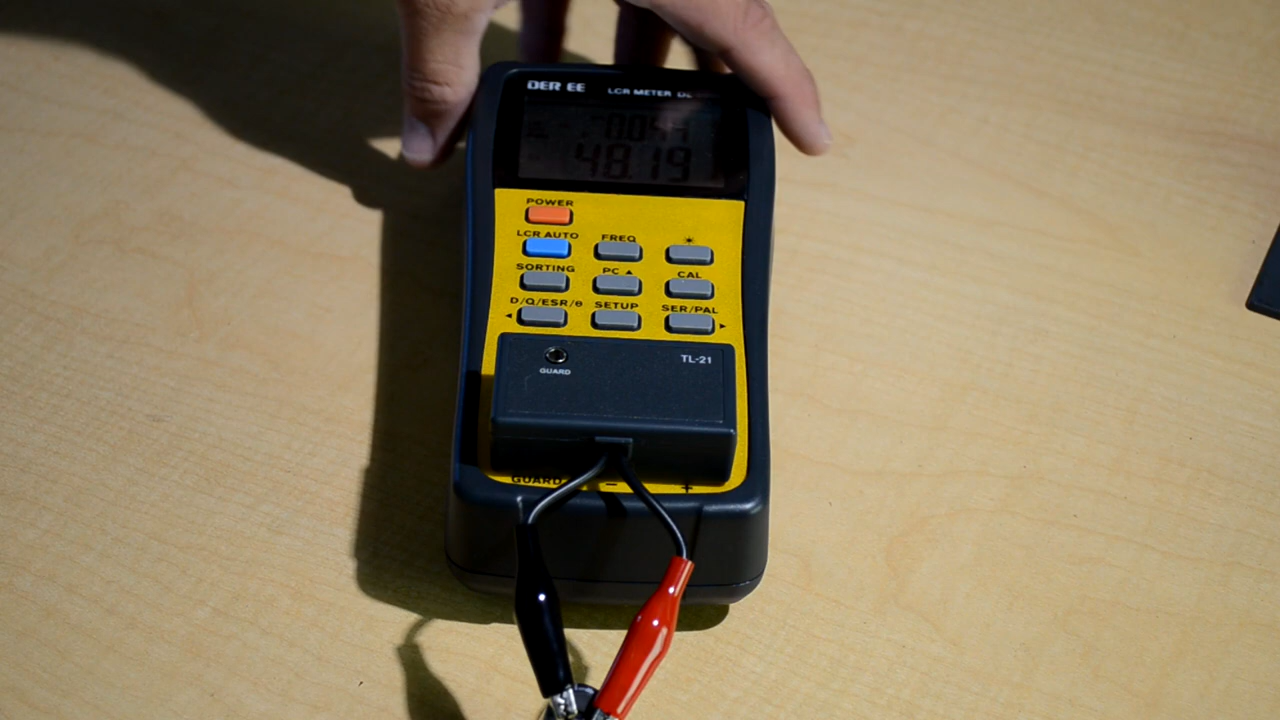 DER EE LCR METER
48.19
POWER
LCR AUTO FREQ ☀
SORTING PC ▲ CAL
◄ D/Q/ESR/θ SETUP SER/PAL ►
TL-21
GUARD
GUARD − +